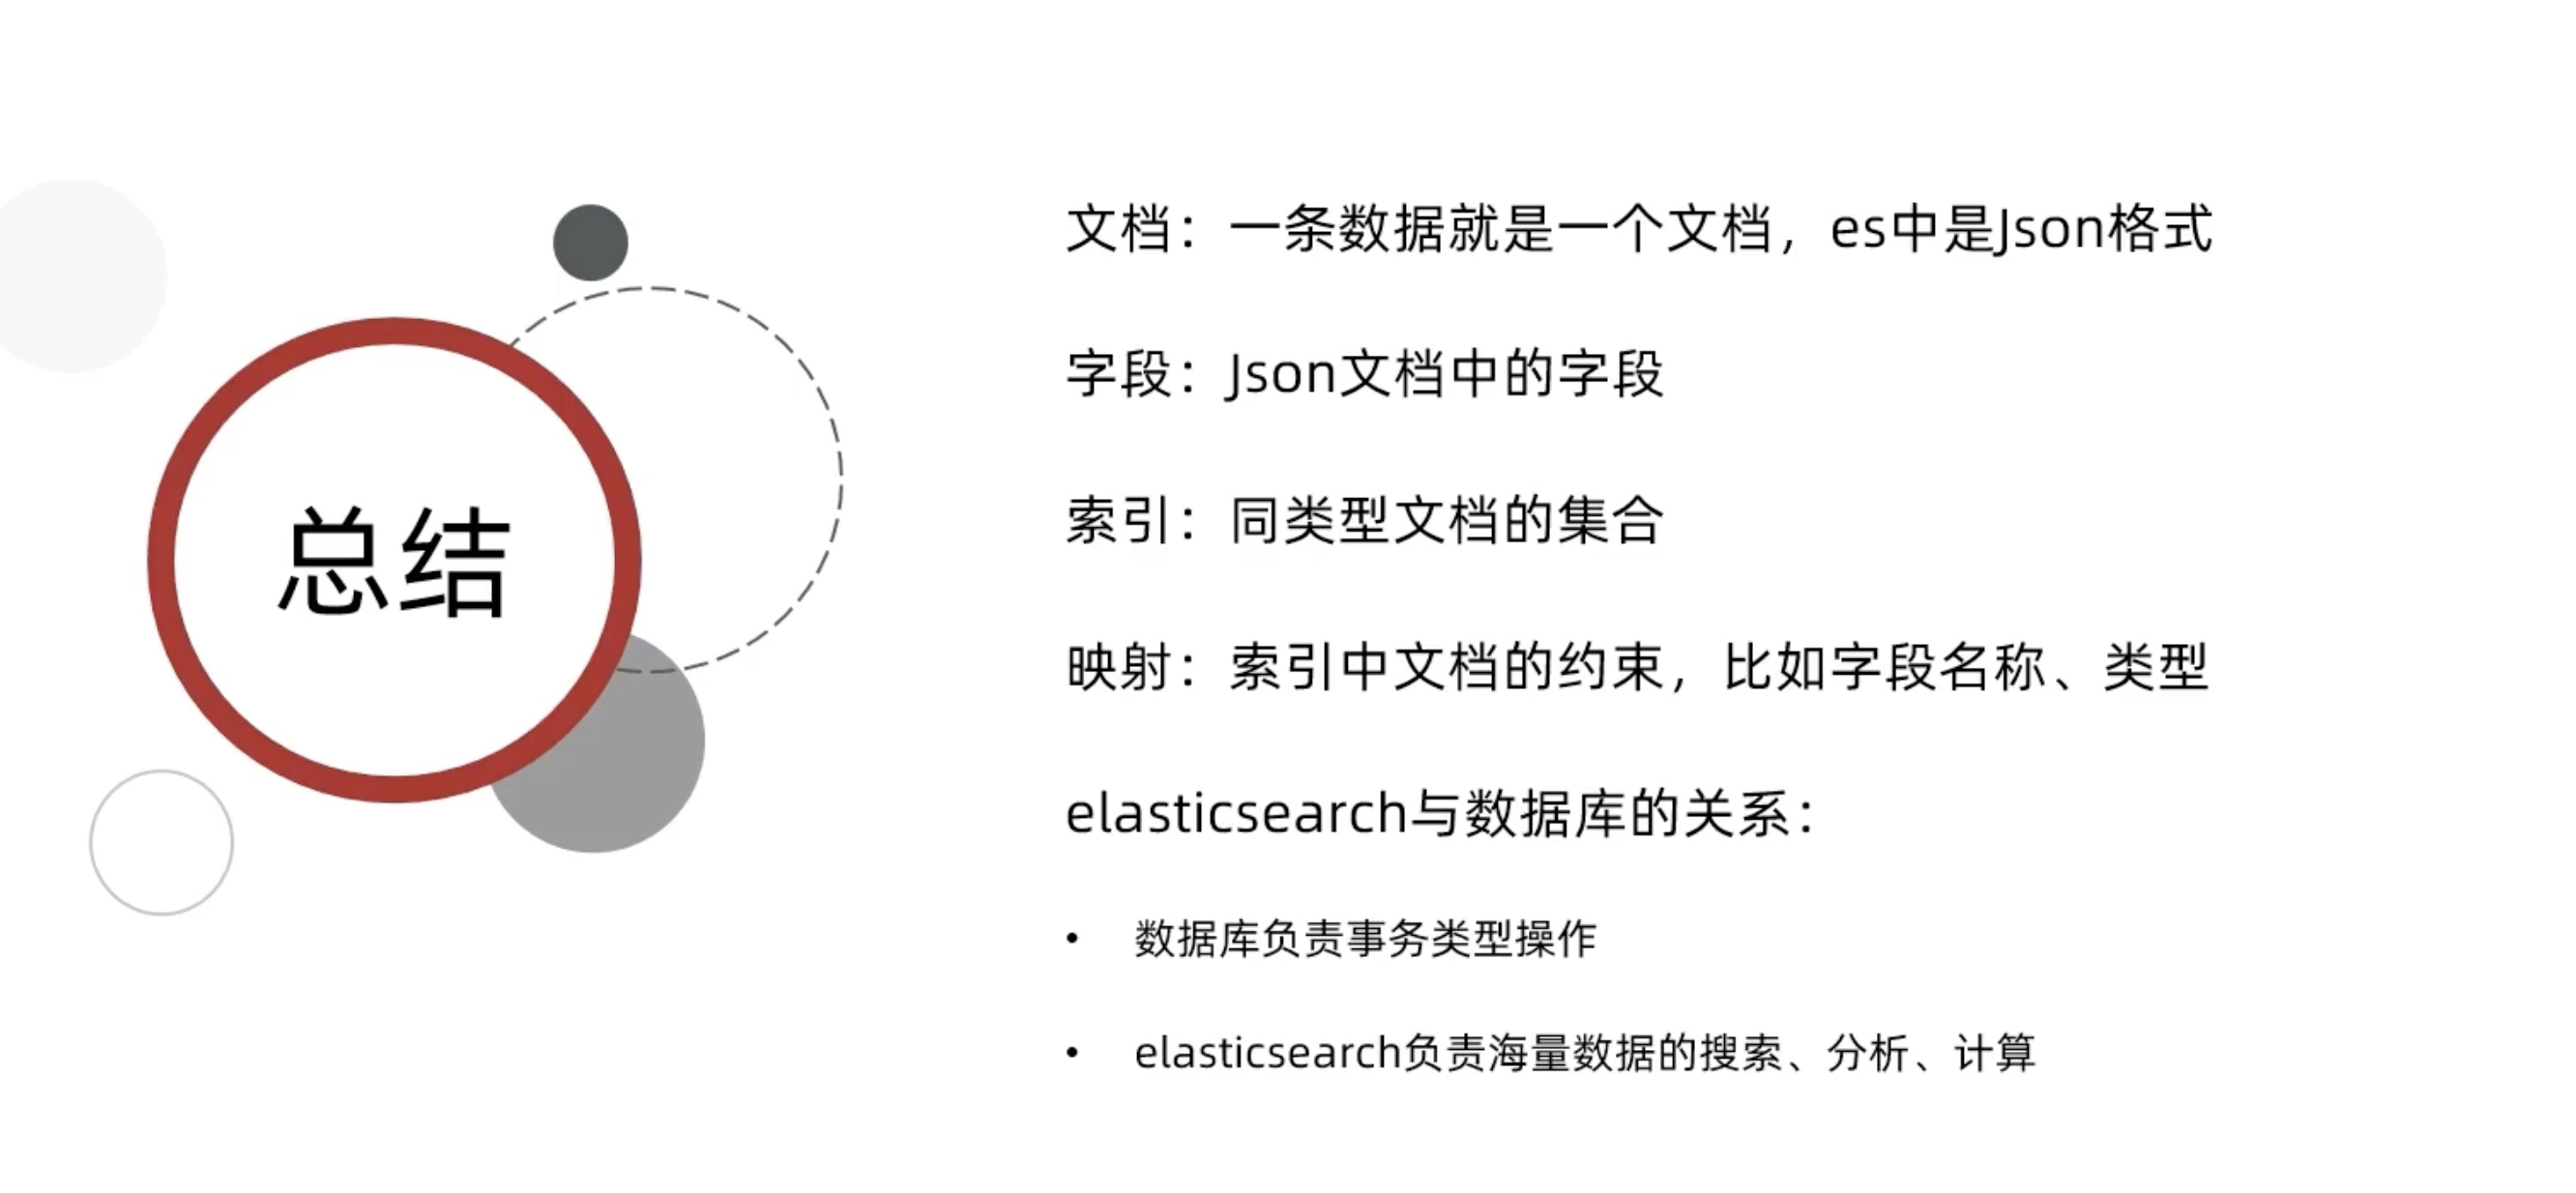 总结
文档：一条数据就是一个文档，es中是Json格式
字段：Json文档中的字段
索引：同类型文档的集合
映射：索引中文档的约束，比如字段名称、类型
elasticsearch与数据库的关系：
• 数据库负责事务类型操作
• elasticsearch负责海量数据的搜索、分析、计算